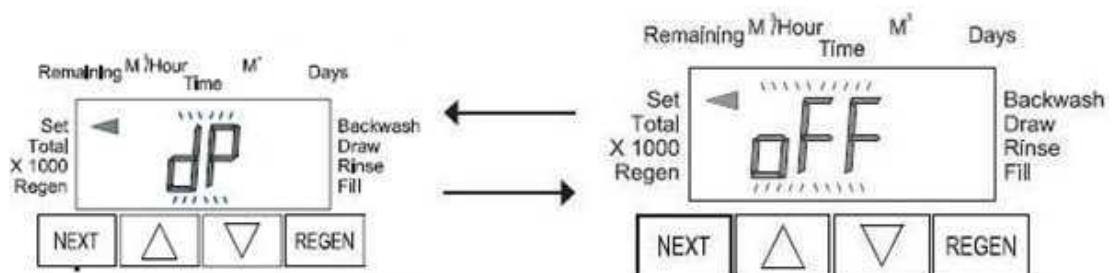 Remaining M³/Hour Time M³ Days
Set dP Backwash
Total Draw
X 1000 Rinse
Regen Fill
NEXT REGEN
Remaining M³/Hour Time M³ Days
Set oFF Backwash
Total Draw
X 1000 Rinse
Regen Fill
NEXT REGEN